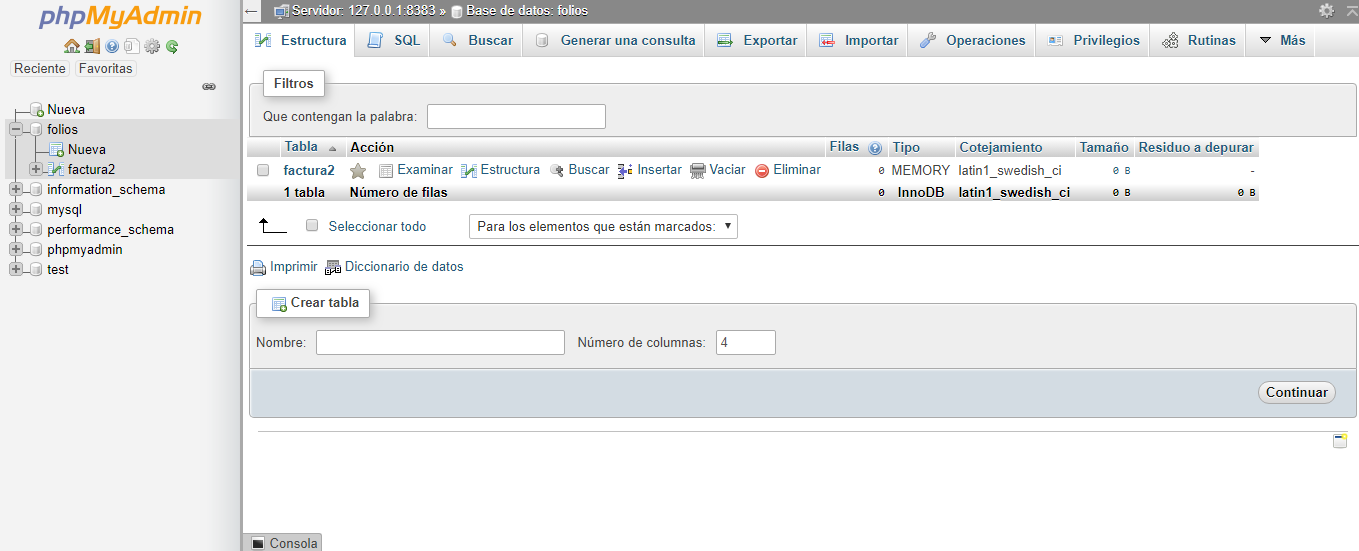 phpMyAdmin
Reciente Favoritas
Nueva
folios
Nueva
factura2
information_schema
mysql
performance_schema
phpmyadmin
test
Servidor: 127.0.0.1:8383 » Base de datos: folios
Estructura SQL Buscar Generar una consulta Exportar Importar Operaciones Privilegios Rutinas Más
Filtros
Que contengan la palabra:
Tabla Acción Filas Tipo Cotejamiento Tamaño Residuo a depurar
factura2 Examinar Estructura Buscar Insertar Vaciar Eliminar 0 MEMORY latin1_swedish_ci 0 B -
1 tabla Número de filas 0 InnoDB latin1_swedish_ci 0 B 0 B
Seleccionar todo Para los elementos que están marcados:
Imprimir Diccionario de datos
Crear tabla
Nombre: Número de columnas: 4
Continuar
Consola